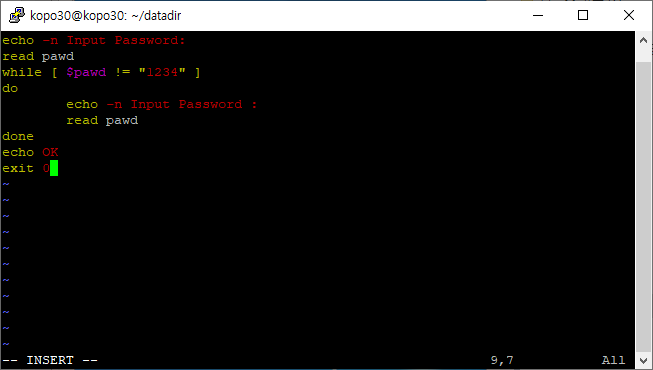 kopo30@kopo30: ~/datadir
echo -n Input Password:
read pawd
while [ $pawd != "1234" ]
do
        echo -n Input Password :
        read pawd
done
echo OK
exit 0
~
~
~
~
~
~
~
~
~
~
~
-- INSERT --                                                 9,7           All